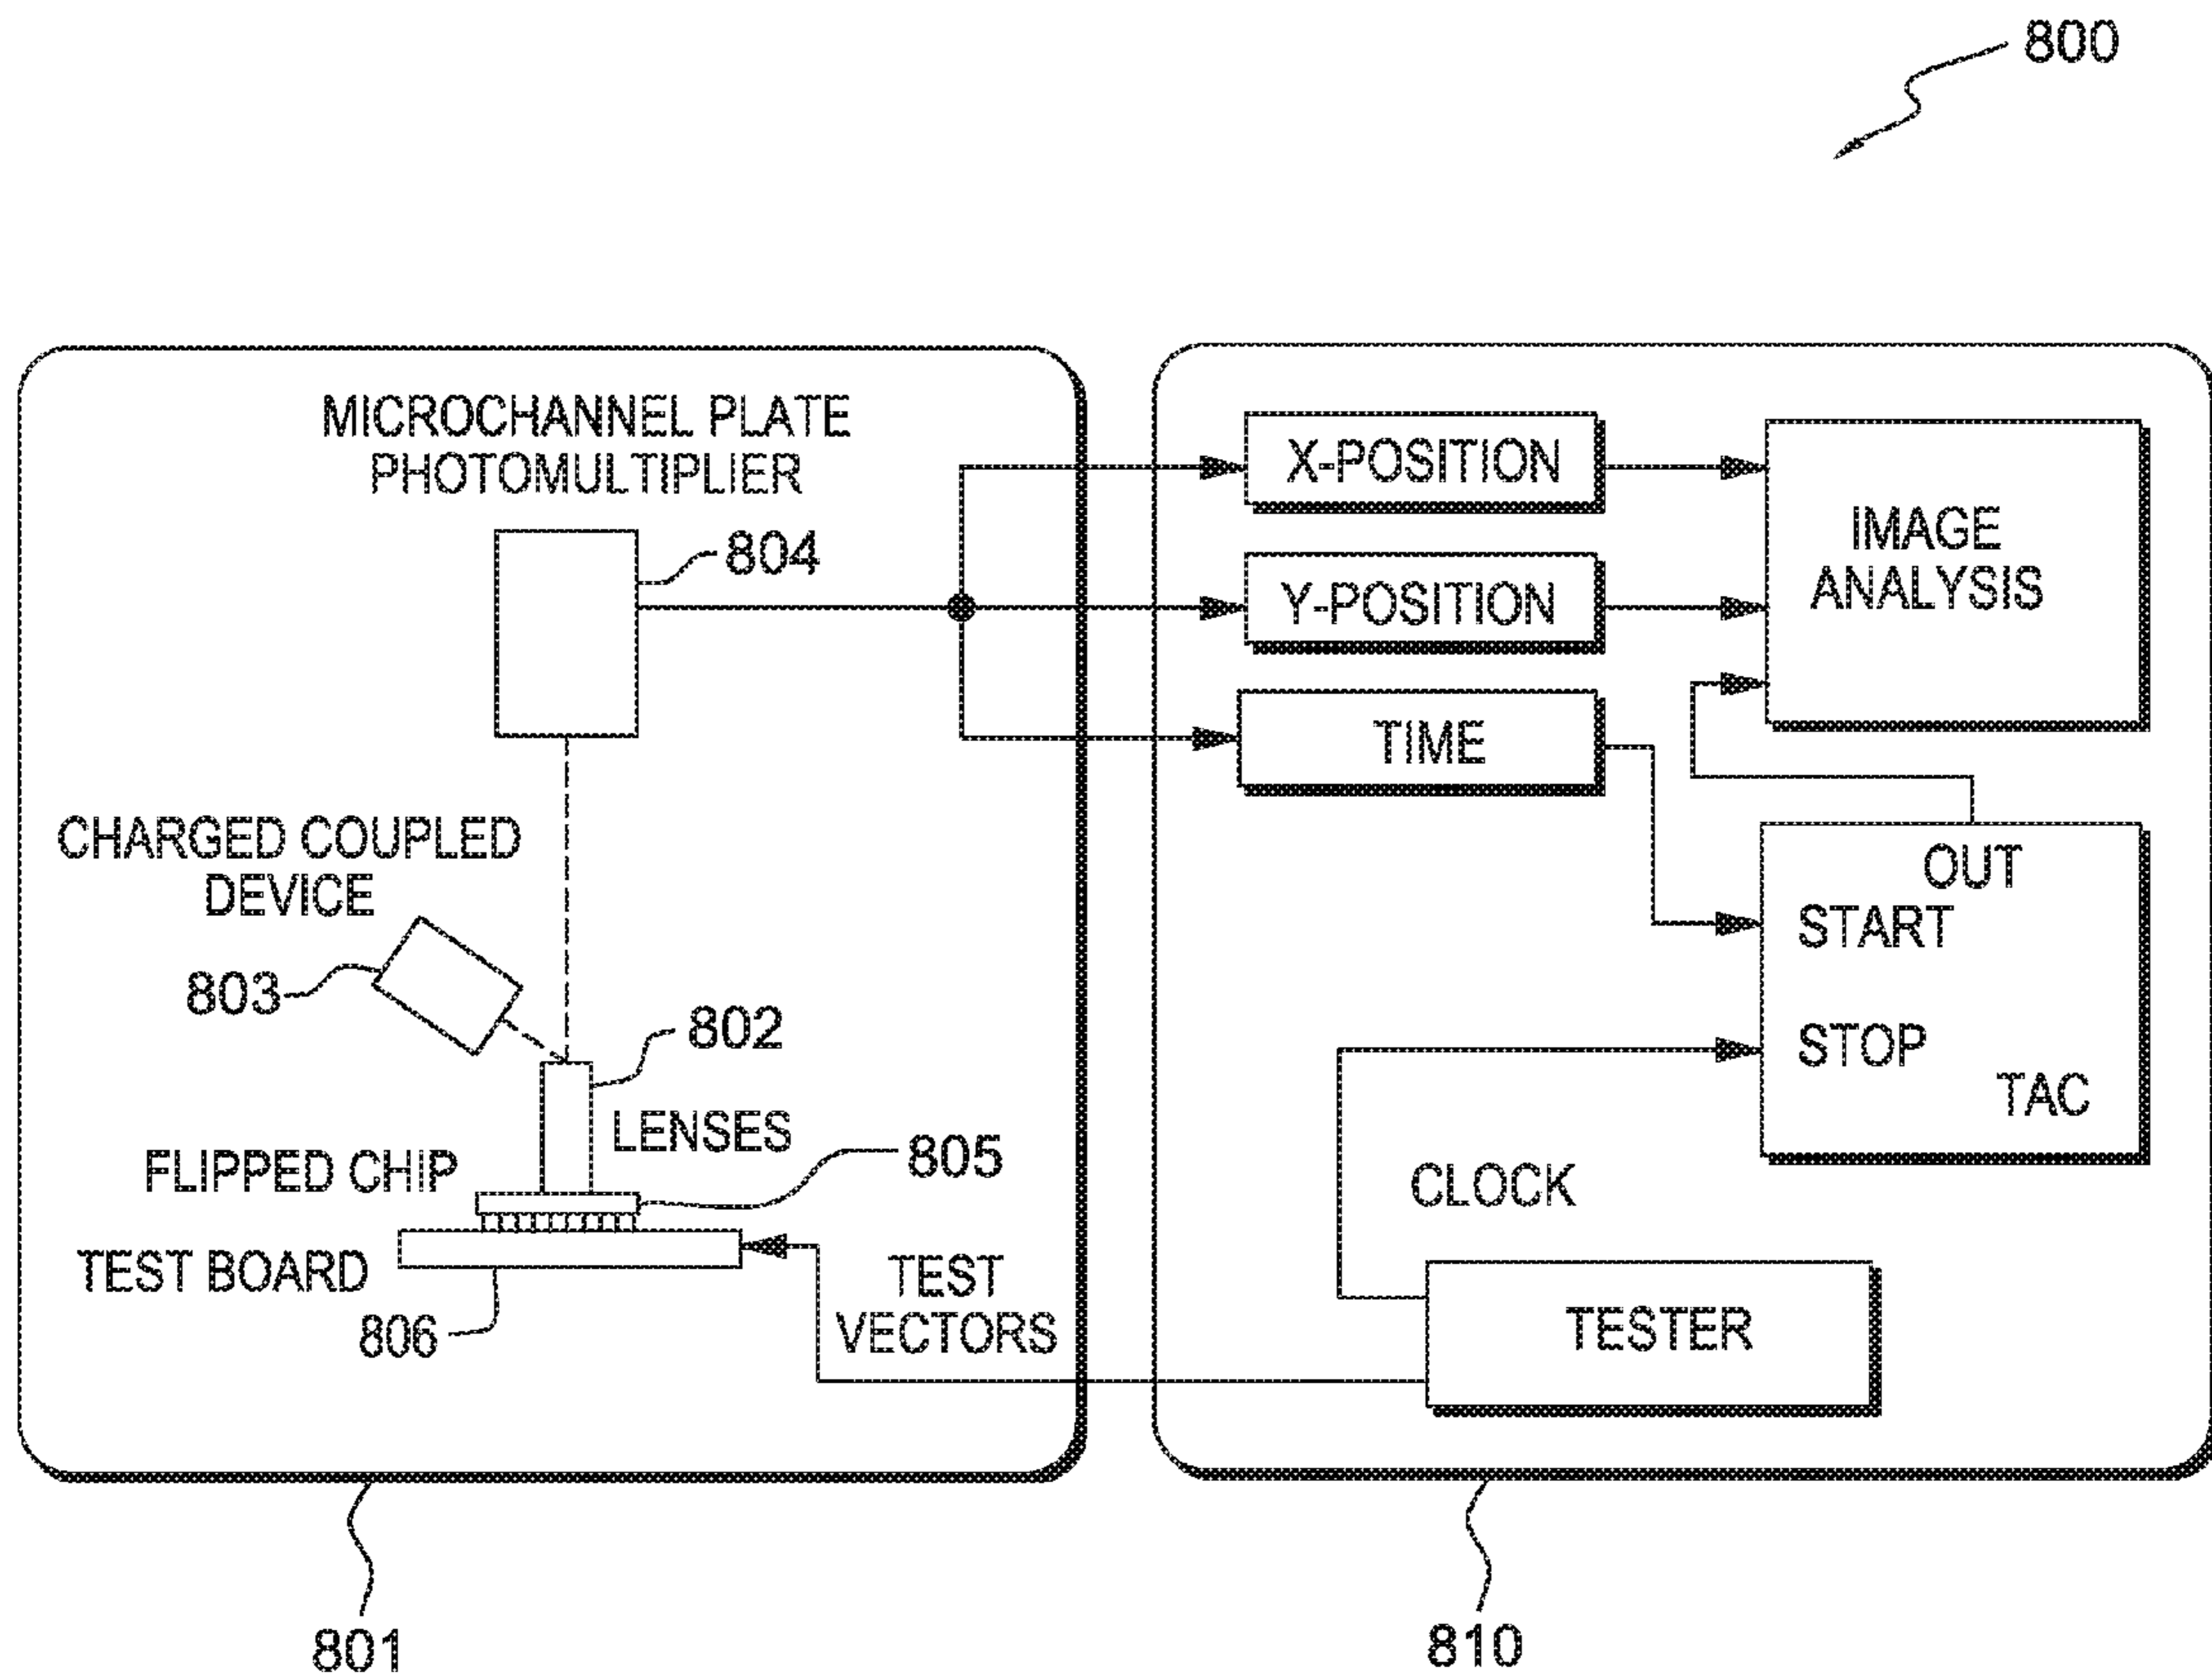 800
MICROCHANNEL PLATE
PHOTOMULTIPLIER
804
CHARGED COUPLED
DEVICE
803
802
LENSES
FLIPPED CHIP
805
TEST BOARD
806
TEST
VECTORS
801
X-POSITION
Y-POSITION
TIME
IMAGE
ANALYSIS
OUT
START
STOP
TAC
CLOCK
TESTER
810